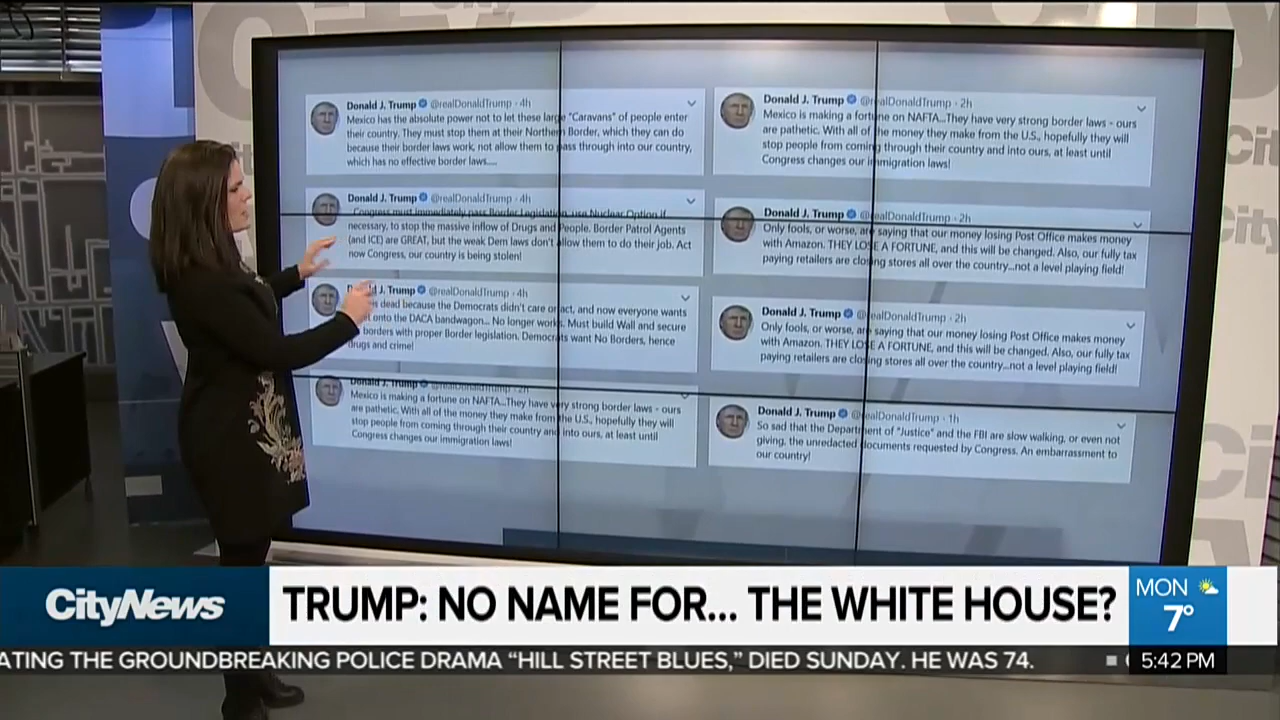 Donald J. Trump @realDonaldTrump · 4h
Mexico has the absolute power not to let these large "Caravans" of people enter
their country. They must stop them at their Northern Border, which they can do
because their border laws work, not allow them to pass through into our country,
which has no effective border laws.....
Donald J. Trump @realDonaldTrump · 4h
...Congress must immediately pass Border Legislation, use Nuclear Option if
necessary, to stop the massive inflow of Drugs and People. Border Patrol Agents
(and ICE) are GREAT, but the weak Dem laws don't allow them to do their job. Act
now Congress, our country is being stolen!
J. Trump @realDonaldTrump · 4h
is dead because the Democrats didn't care or act, and now everyone wants
onto the DACA bandwagon... No longer works. Must build Wall and secure
borders with proper Border legislation. Democrats want No Borders, hence
drugs and crime!
Donald J. Trump @realDonaldTrump · 2h
Mexico is making a fortune on NAFTA...They have very strong border laws - ours
are pathetic. With all of the money they make from the U.S., hopefully they will
stop people from coming through their country and into ours, at least until
Congress changes our immigration laws!
Donald J. Trump @realDonaldTrump · 2h
Mexico is making a fortune on NAFTA...They have very strong border laws - ours
are pathetic. With all of the money they make from the U.S., hopefully they will
stop people from coming through their country and into ours, at least until
Congress changes our immigration laws!
Donald J. Trump @realDonaldTrump · 2h
Only fools, or worse, are saying that our money losing Post Office makes money
with Amazon. THEY LOSE A FORTUNE, and this will be changed. Also, our fully tax
paying retailers are closing stores all over the country...not a level playing field!
Donald J. Trump @realDonaldTrump · 2h
Only fools, or worse, are saying that our money losing Post Office makes money
with Amazon. THEY LOSE A FORTUNE, and this will be changed. Also, our fully tax
paying retailers are closing stores all over the country...not a level playing field!
Donald J. Trump @realDonaldTrump · 1h
So sad that the Department of "Justice" and the FBI are slow walking, or even not
giving, the unredacted documents requested by Congress. An embarrassment to
our country!
CityNews
TRUMP: NO NAME FOR... THE WHITE HOUSE?
MON
7°
ATING THE GROUNDBREAKING POLICE DRAMA “HILL STREET BLUES,” DIED SUNDAY. HE WAS 74.
5:42 PM